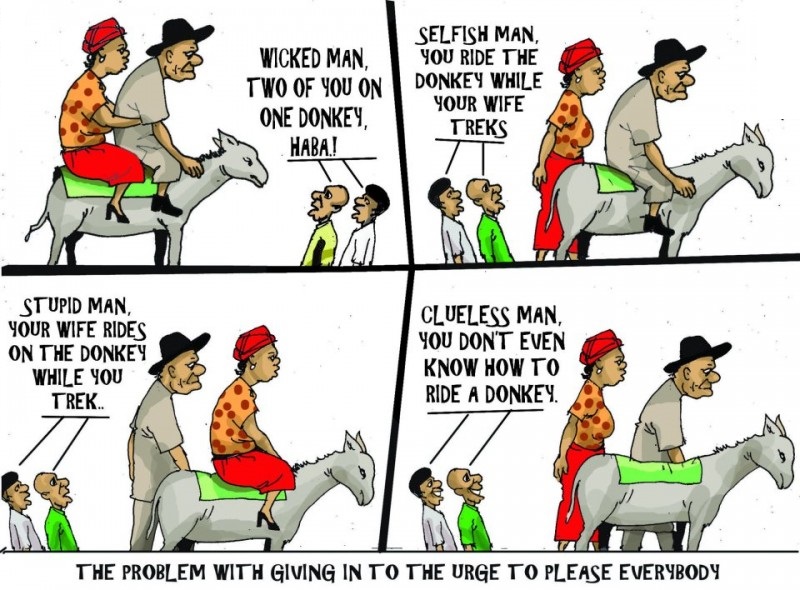 WICKED MAN,
TWO OF YOU ON
ONE DONKEY,
HABA.!
SELFISH MAN,
YOU RIDE THE
DONKEY WHILE
YOUR WIFE
TREKS
STUPID MAN,
YOUR WIFE RIDES
ON THE DONKEY
WHILE YOU
TREK..
CLUELESS MAN,
YOU DON'T EVEN
KNOW HOW TO
RIDE A DONKEY.
THE PROBLEM WITH GIVING IN TO THE URGE TO PLEASE EVERYBODY